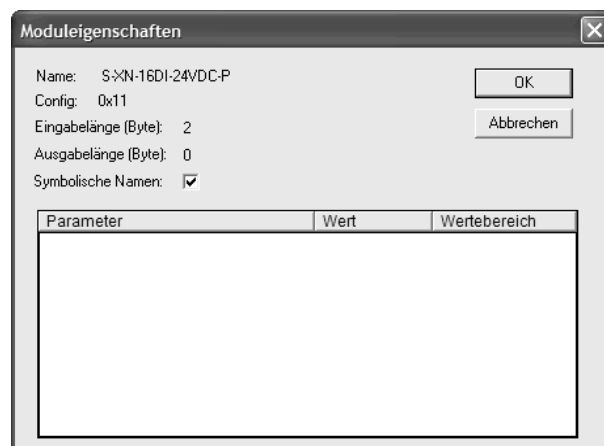 Moduleigenschaften
Name: S-XN-16DI-24VDC-P
Config: 0x11
Eingabelänge (Byte): 2
Ausgabelänge (Byte): 0
Symbolische Namen:
OK
Abbrechen
Parameter Wert Wertebereich